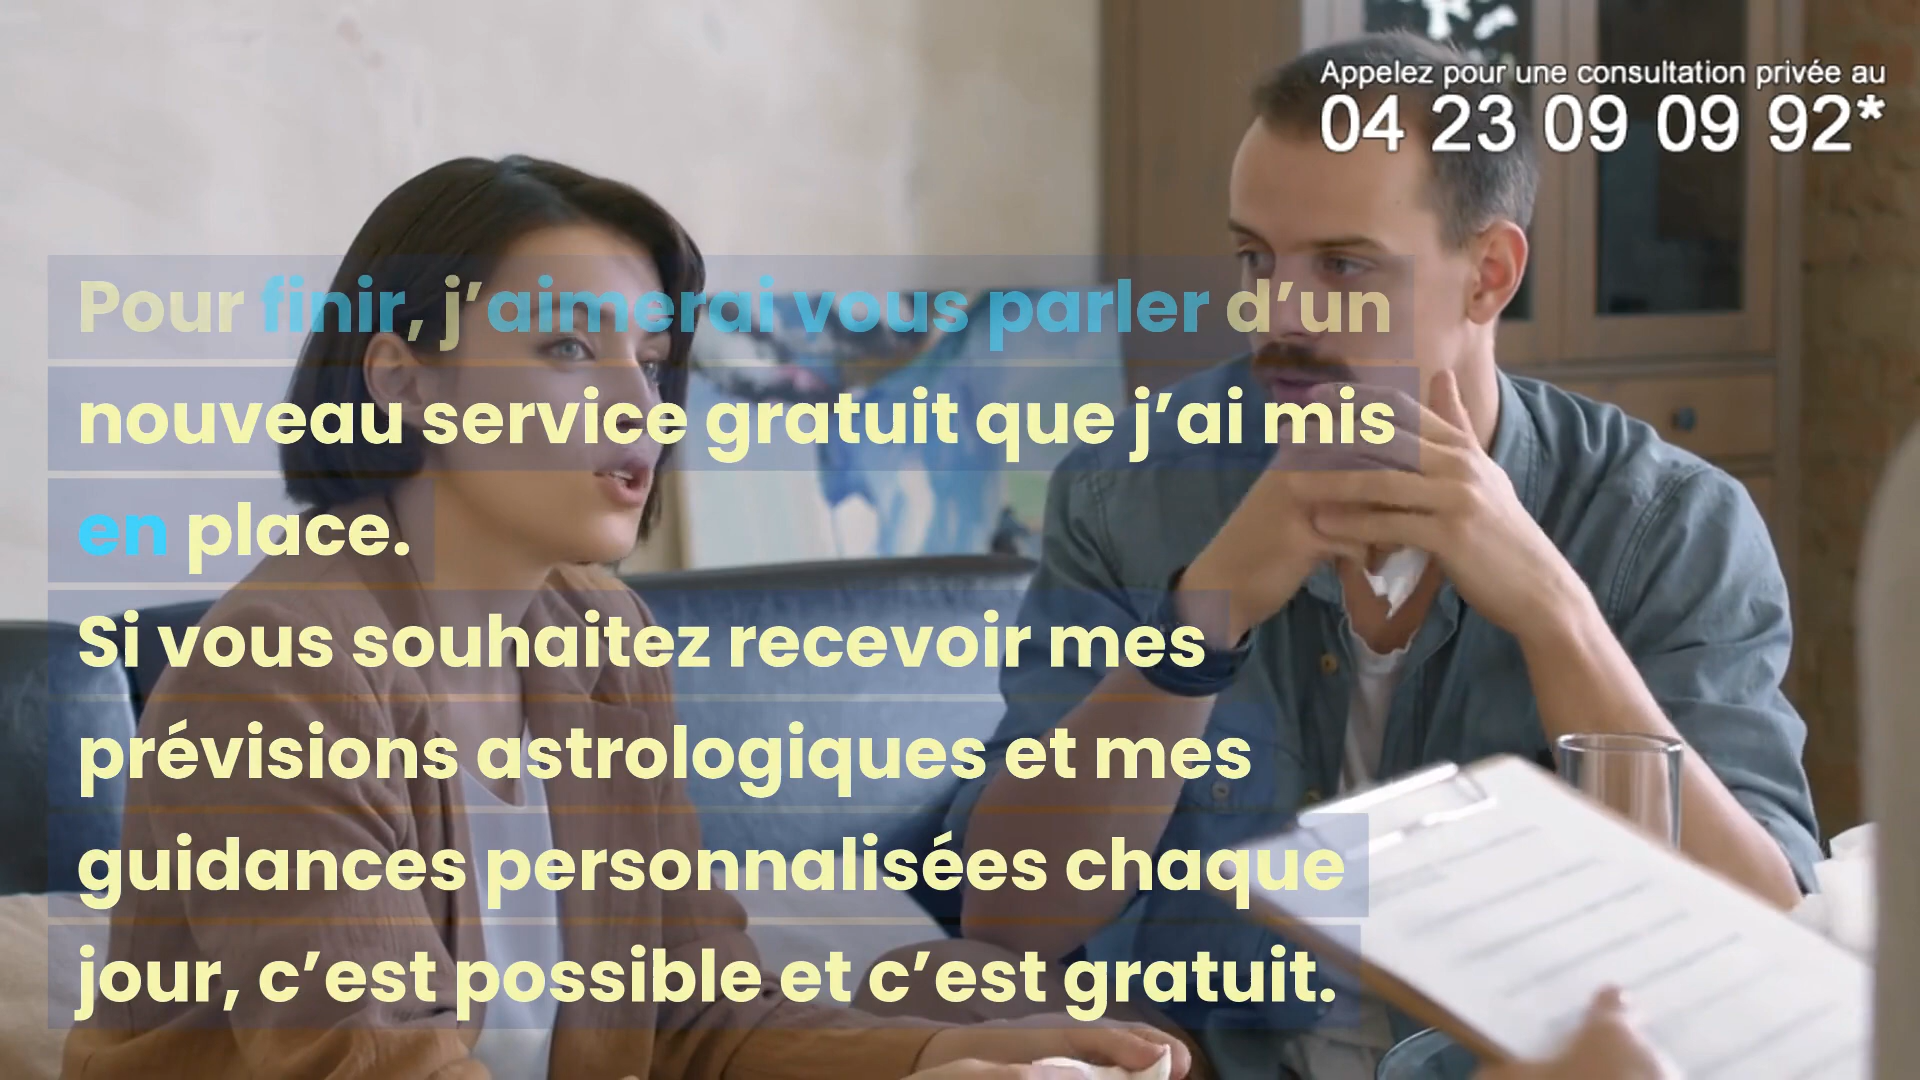 Appelez pour une consultation privée au
04 23 09 09 92*
Pour finir, j’aimerai vous parler d’un
nouveau service gratuit que j’ai mis
en place.
Si vous souhaitez recevoir mes
prévisions astrologiques et mes
guidances personnalisées chaque
jour, c’est possible et c’est gratuit.